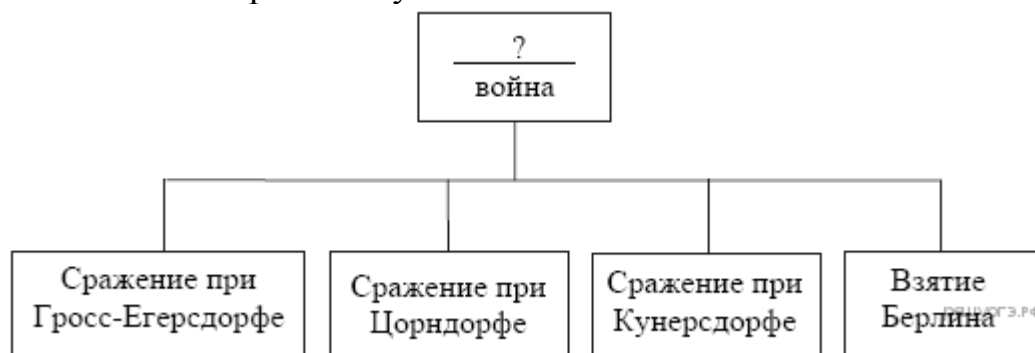 ?
война
Сражение при
Гросс-Егерсдорфе
Сражение при
Цорндорфе
Сражение при
Кунерсдорфе
Взятие
Берлина